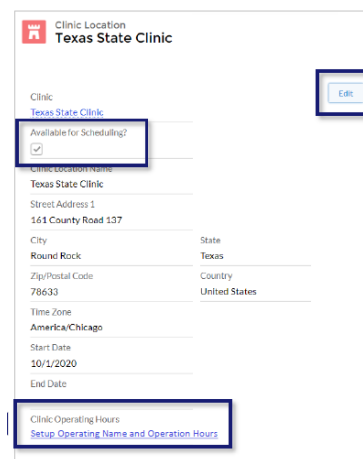 Clinic Location
Texas State Clinic
Edit
Clinic
Texas State Clinic
Available for Scheduling?
Clinic Location Name
Texas State Clinic
Street Address 1
161 County Road 137
City State
Round Rock Texas
Zip/Postal Code Country
78633 United States
Time Zone
America/Chicago
Start Date
10/1/2020
End Date
Clinic Operating Hours
Setup Operating Name and Operation Hours